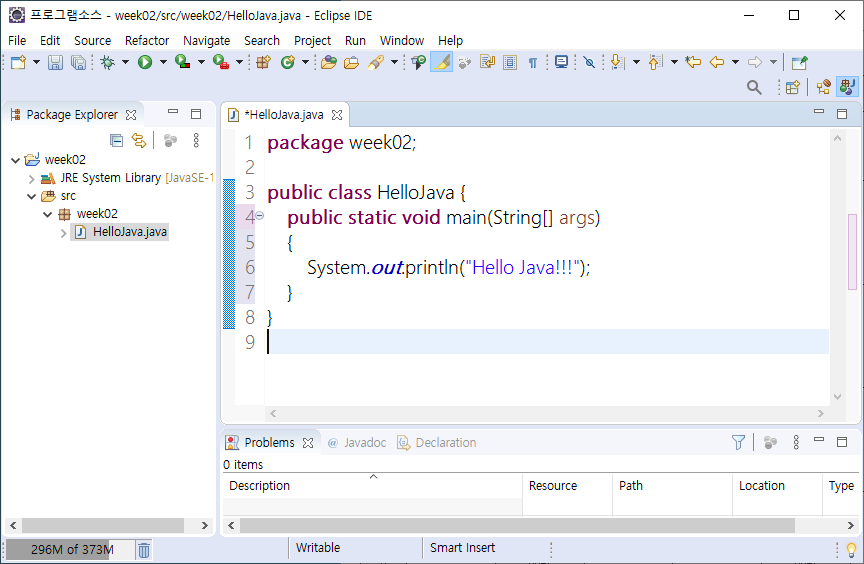 프로그램소스 - week02/src/week02/HelloJava.java - Eclipse IDE
File Edit Source Refactor Navigate Search Project Run Window Help
Package Explorer
week02
JRE System Library [JavaSE-1
src
week02
HelloJava.java
*HelloJava.java
1 package week02;
2
3 public class HelloJava {
4 public static void main(String[] args)
5 {
6 System.out.println("Hello Java!!!");
7 }
8 }
9
Problems @ Javadoc Declaration
0 items
Description Resource Path Location Type
296M of 373M Writable Smart Insert